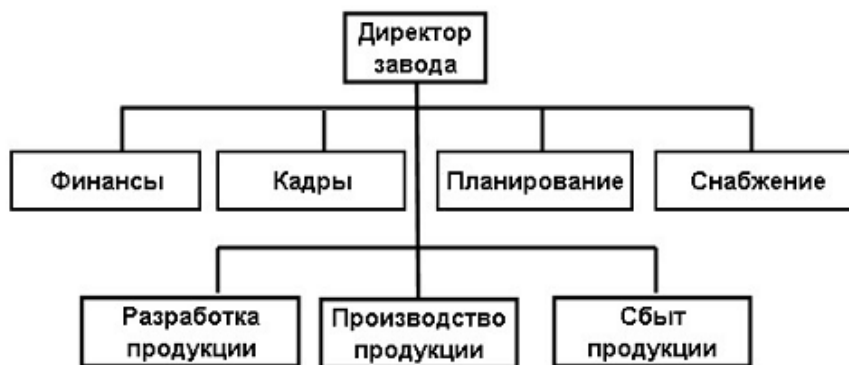 Директор
завода
Финансы
Кадры
Планирование
Снабжение
Разработка
продукции
Производство
продукции
Сбыт
продукции